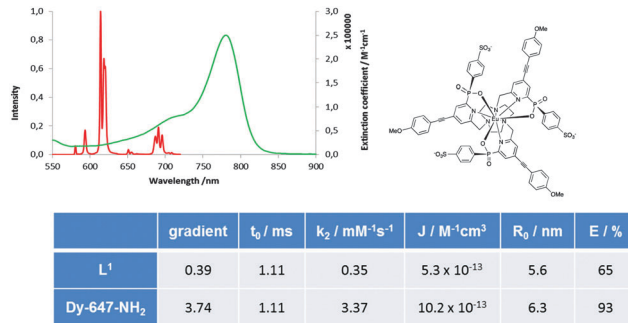 1,0
0,8
0,6
0,4
0,2
0,0
Intensity
550 600 650 700 750 800 850 900
Wavelength /nm
3,0
2,5
2,0
1,5
1,0
0,5
0,0
x 100000
Extinction coefficient / M⁻¹cm⁻¹
OMe
SO₃⁻
MeO
P
O
O
N
Eu
N
N
O
P
O
SO₃⁻
⁻O₃S
O
P
O
N
OMe
gradient t₀ / ms k₂ / mM⁻¹s⁻¹ J / M⁻¹cm³ R₀ / nm E / %
L¹ 0.39 1.11 0.35 5.3 x 10⁻¹³ 5.6 65
Dy-647-NH₂ 3.74 1.11 3.37 10.2 x 10⁻¹³ 6.3 93